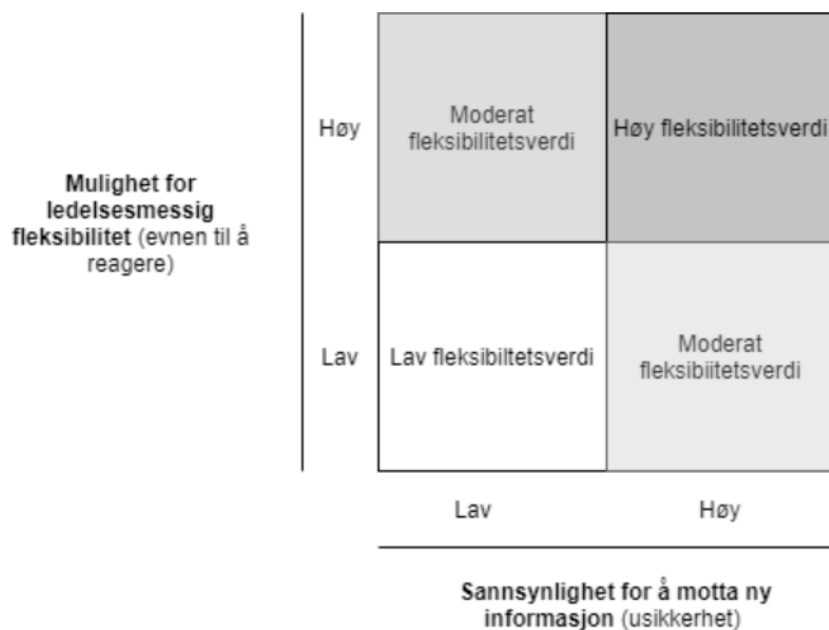 Høy
Moderat
fleksibilitetsverdi
Høy fleksibilitetsverdi
Mulighet for
ledelsesmessig
fleksibilitet (evnen til å
reagere)
Lav
Lav fleksibiltetsverdi
Moderat
fleksibiitetsverdi
Lav
Høy
Sannsynlighet for å motta ny
informasjon (usikkerhet)